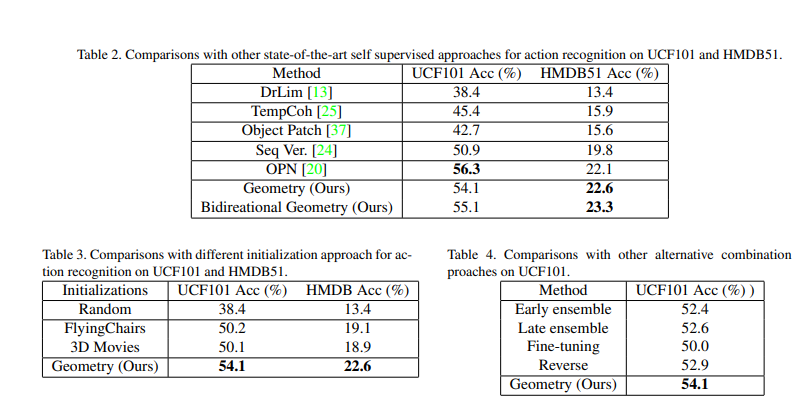 Table 2. Comparisons with other state-of-the-art self supervised approaches for action recognition on UCF101 and HMDB51.
Method UCF101 Acc (%) HMDB51 Acc (%)
DrLim [13] 38.4 13.4
TempCoh [25] 45.4 15.9
Object Patch [37] 42.7 15.6
Seq Ver. [24] 50.9 19.8
OPN [20] 56.3 22.1
Geometry (Ours) 54.1 22.6
Bidireational Geometry (Ours) 55.1 23.3
Table 3. Comparisons with different initialization approach for ac-
tion recognition on UCF101 and HMDB51.
Initializations UCF101 Acc (%) HMDB Acc (%)
Random 38.4 13.4
FlyingChairs 50.2 19.1
3D Movies 50.1 18.9
Geometry (Ours) 54.1 22.6
Table 4. Comparisons with other alternative combination
proaches on UCF101.
Method UCF101 Acc (%) )
Early ensemble 52.4
Late ensemble 52.6
Fine-tuning 50.0
Reverse 52.9
Geometry (Ours) 54.1